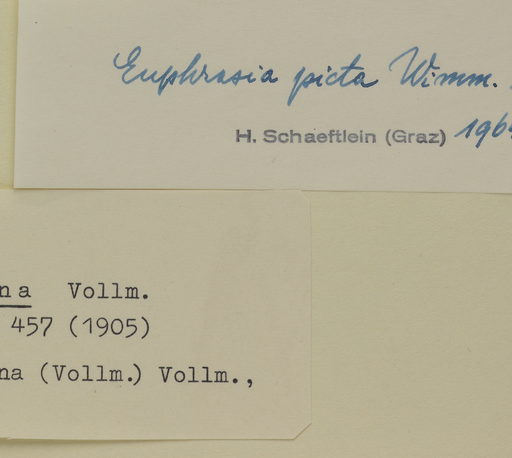 Euphrasia picta Wimm.
H. Schaeftlein (Graz)
na Vollm.
457 (1905)
na (Vollm.) Vollm.,